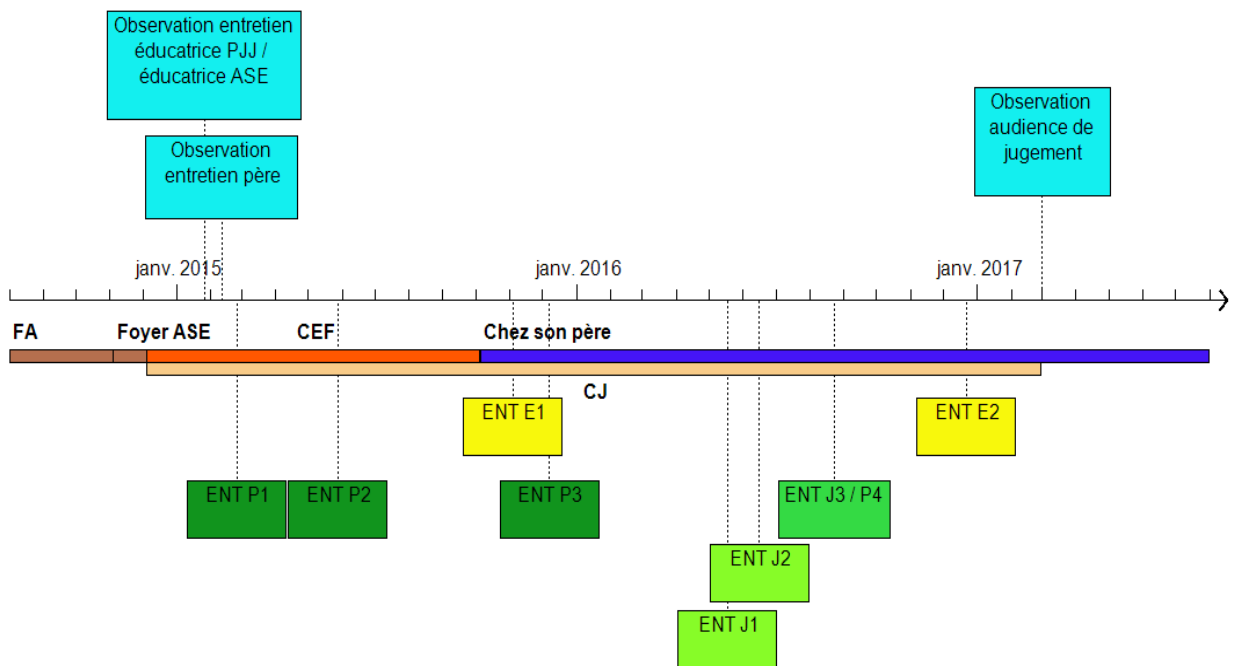 Observation entretien
éducatrice PJJ /
éducatrice ASE
Observation
entretien père
Observation
audience de
jugement
janv. 2015
janv. 2016
janv. 2017
FA
Foyer ASE
CEF
Chez son père
CJ
ENT E1
ENT E2
ENT P1
ENT P2
ENT P3
ENT J3 / P4
ENT J2
ENT J1